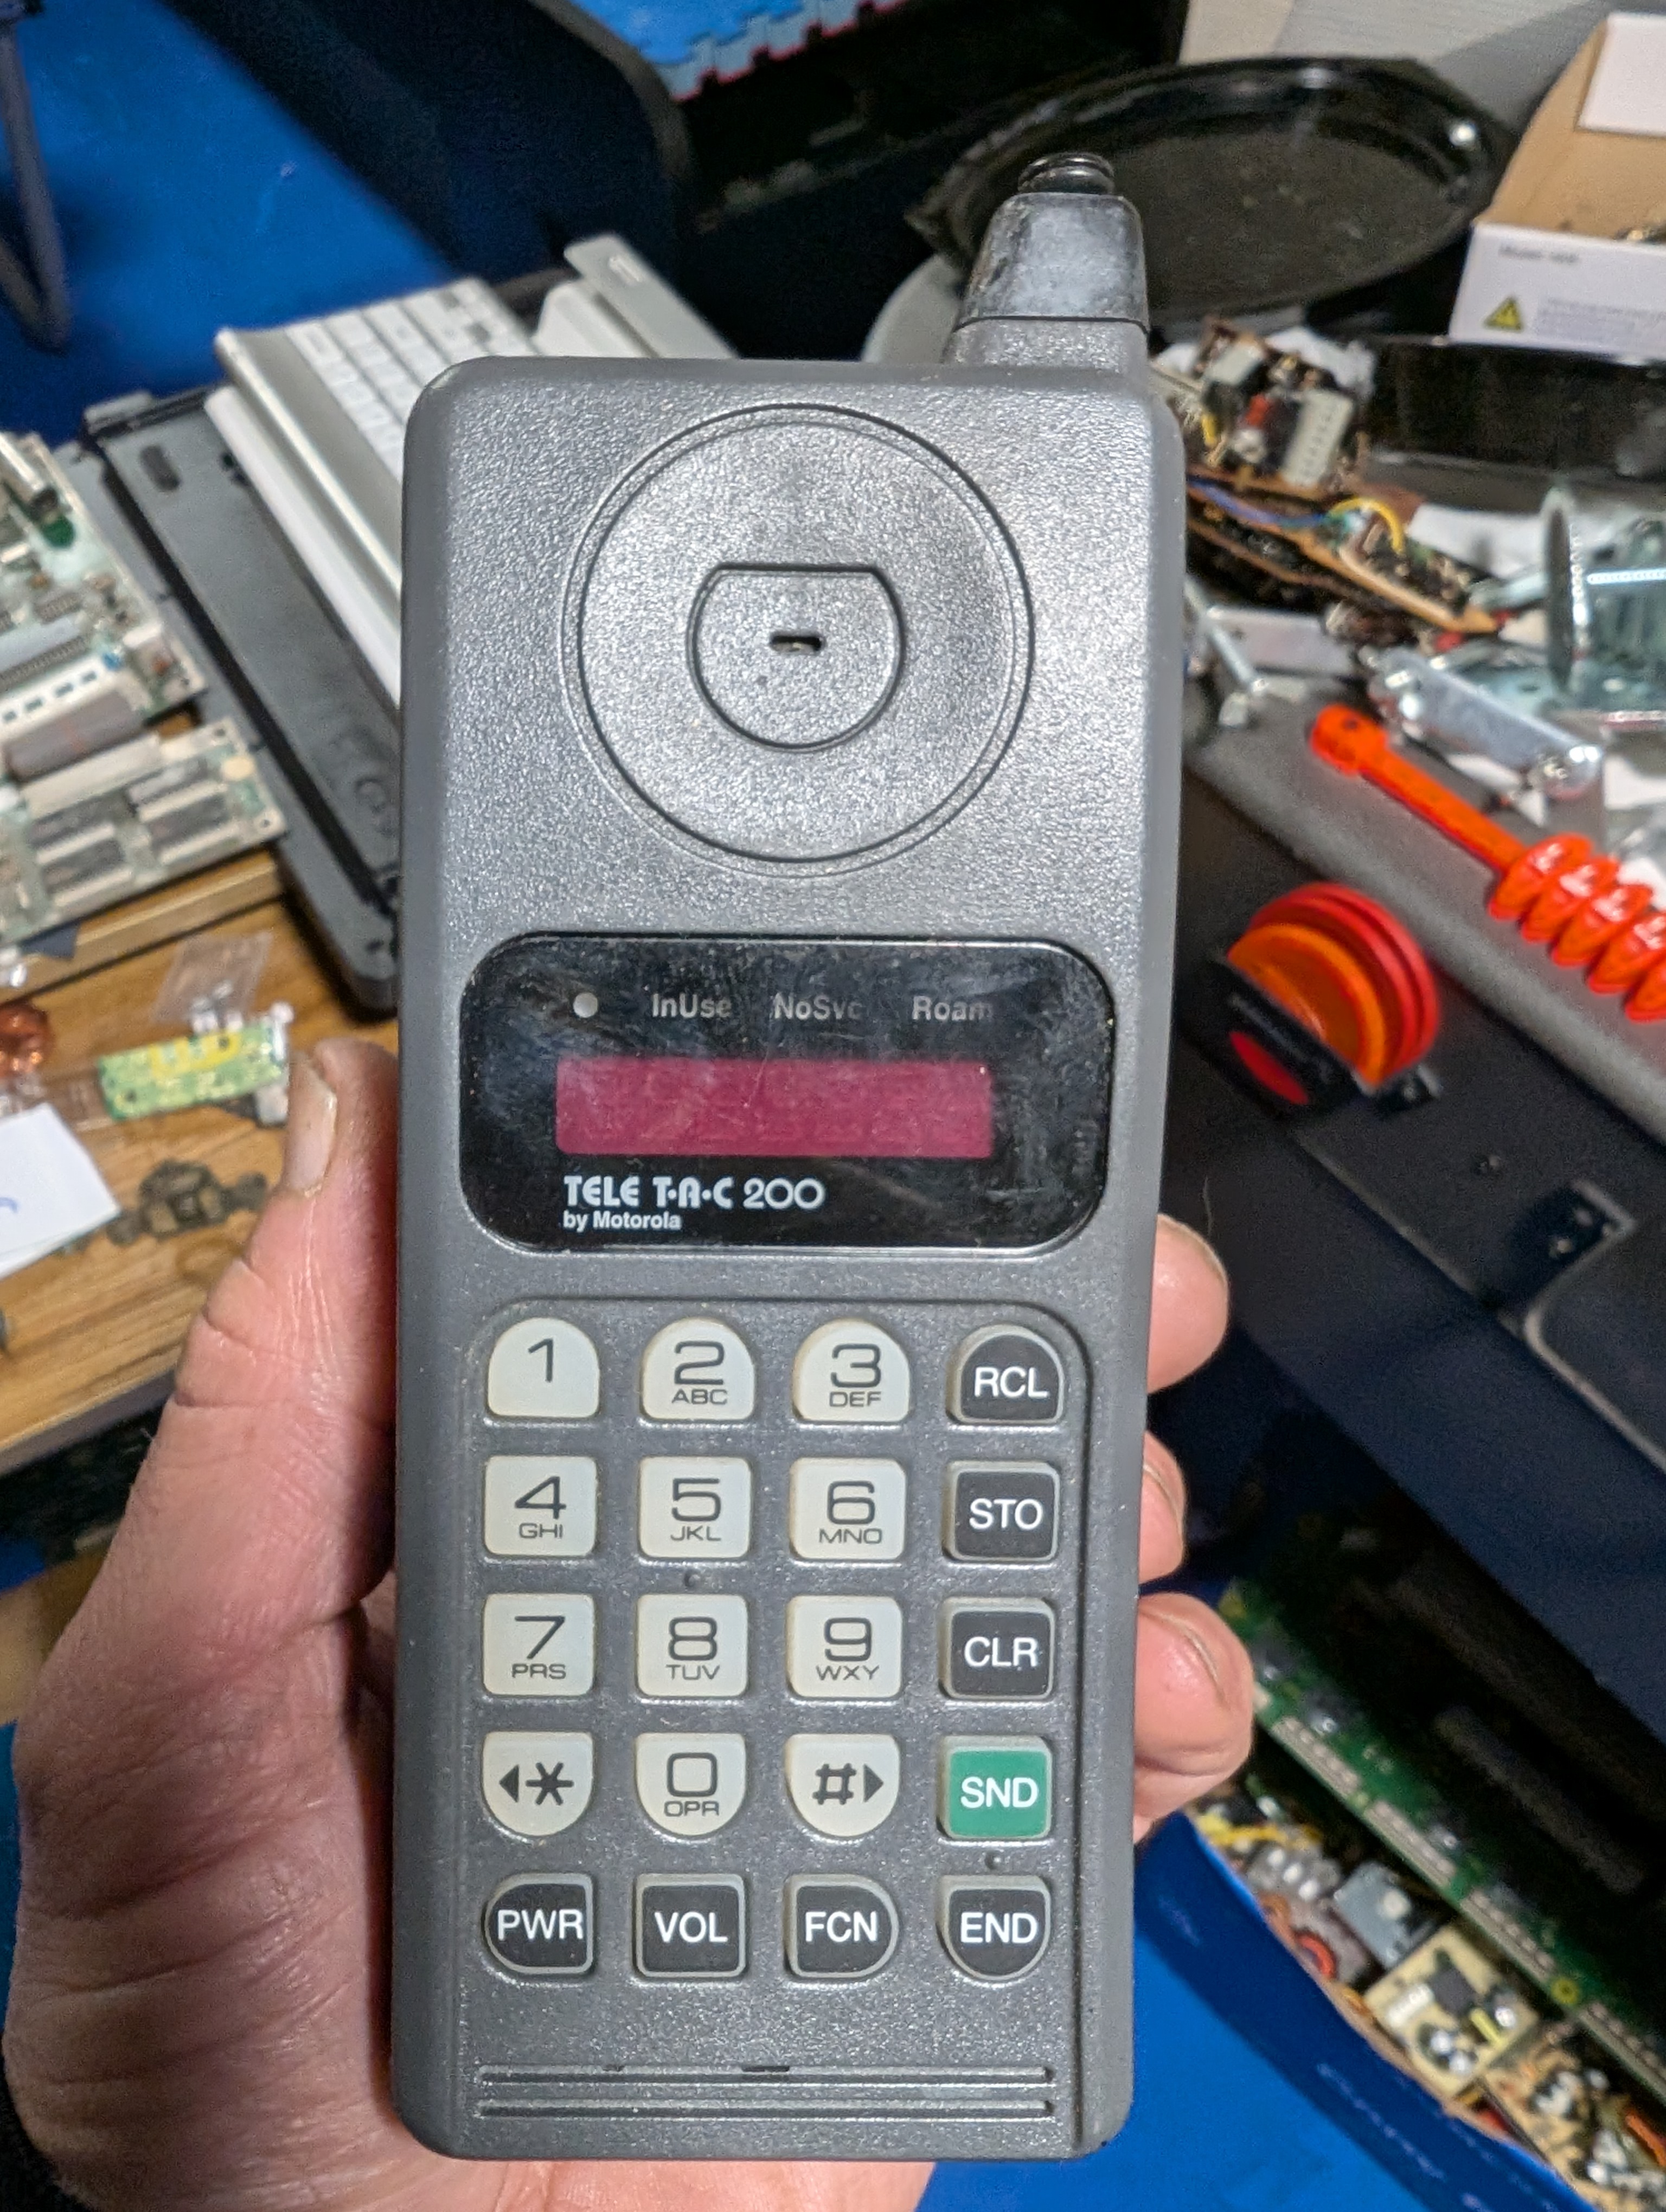 InUse NoSvc Roam
TELE T·A·C 200
by Motorola
1 2 3 RCL
ABC DEF
4 5 6 STO
GHI JKL MNO
7 8 9 CLR
PRS TUV WXY
* 0 # SND
OPR
PWR VOL FCN END